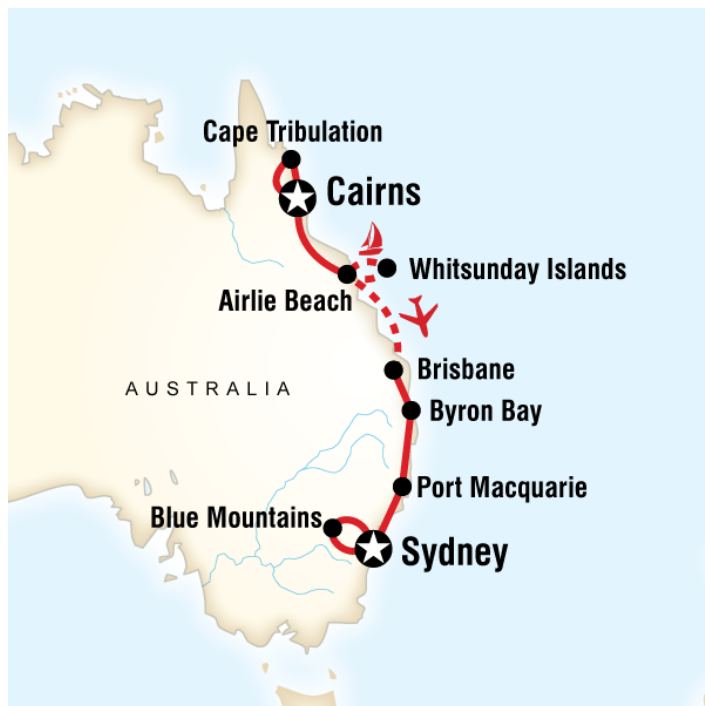 Cape Tribulation
Cairns
Whitsunday Islands
Airlie Beach
Brisbane
AUSTRALIA
Byron Bay
Port Macquarie
Blue Mountains
Sydney